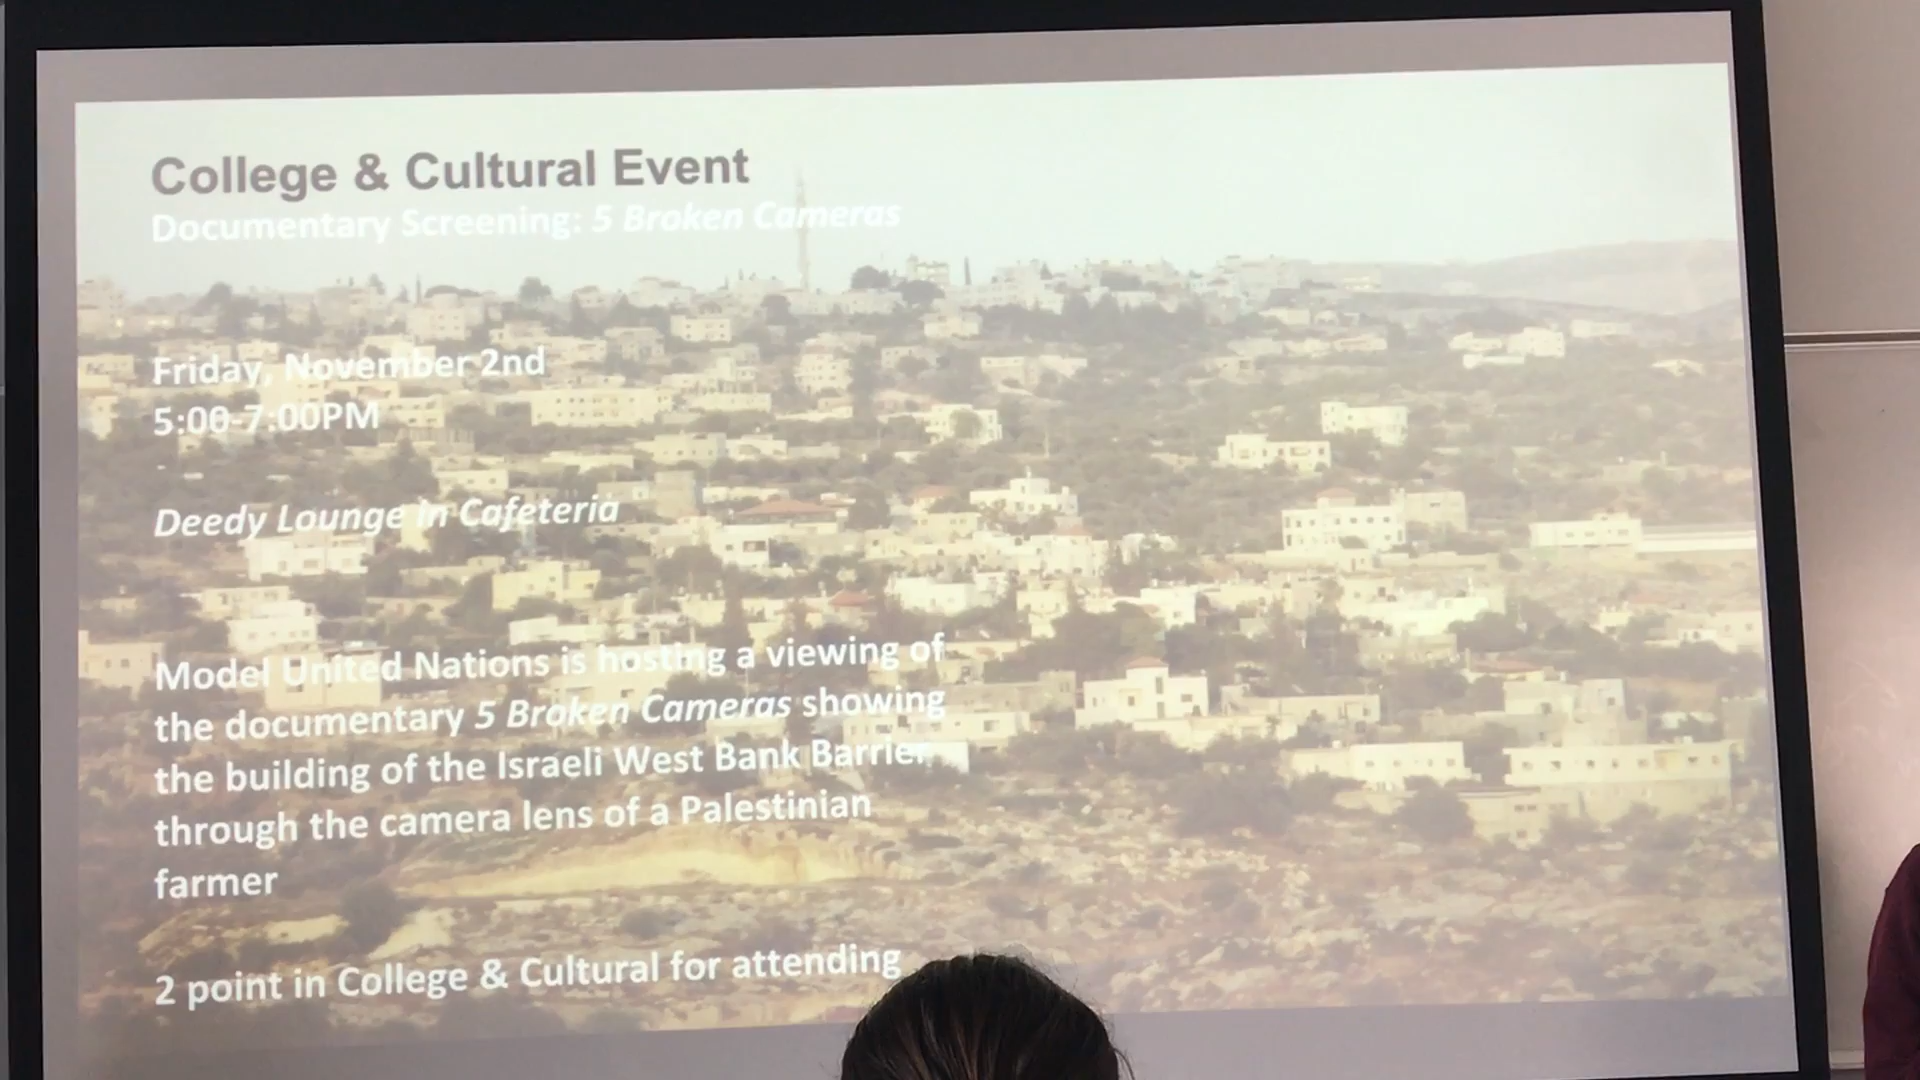 College & Cultural Event
Documentary Screening: 5 Broken Cameras
Friday, November 2nd
5:00-7:00PM
Deedy Lounge in Cafeteria
Model United Nations is hosting a viewing of
the documentary 5 Broken Cameras showing
the building of the Israeli West Bank Barrier
through the camera lens of a Palestinian
farmer
2 point in College & Cultural for attending